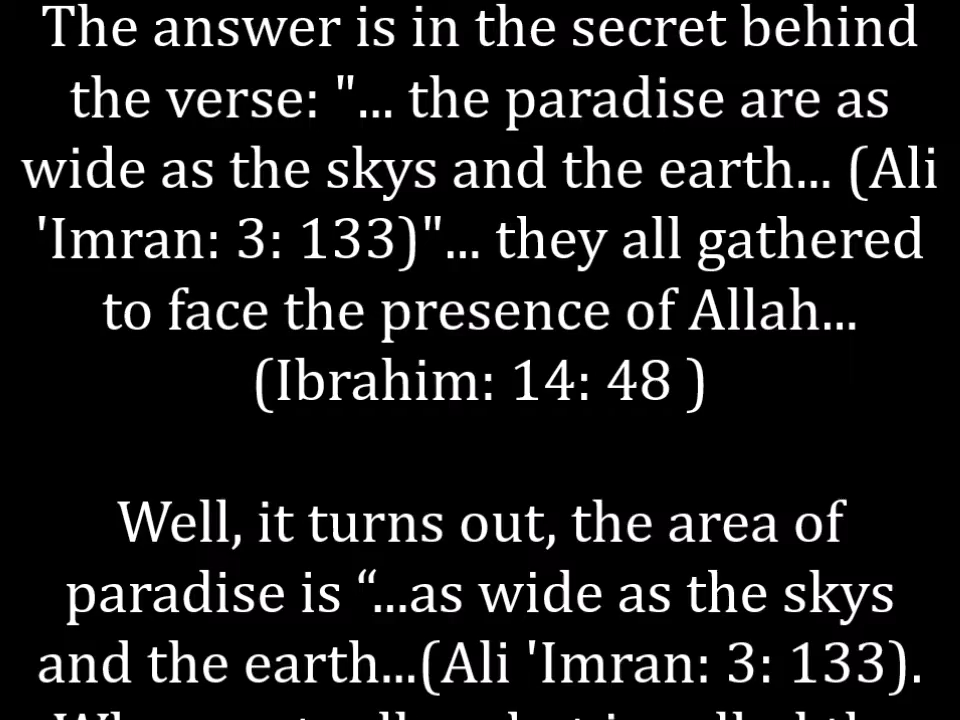 The answer is in the secret behind
the verse: "... the paradise are as
wide as the skys and the earth... (Ali
'Imran: 3: 133)"... they all gathered
to face the presence of Allah...
(Ibrahim: 14: 48 )
Well, it turns out, the area of
paradise is “...as wide as the skys
and the earth...(Ali 'Imran: 3: 133).